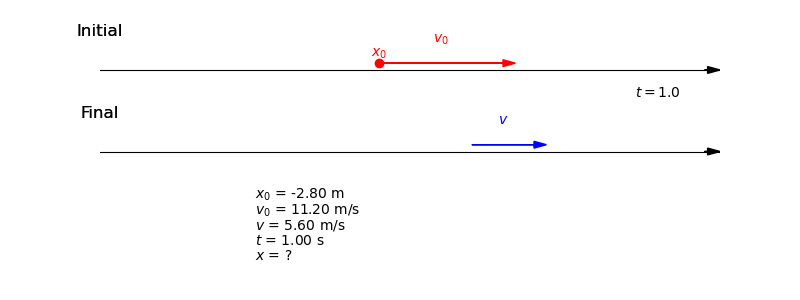 Initial
v₀
x₀
t = 1.0
Final
v
x₀ = -2.80 m
v₀ = 11.20 m/s
v = 5.60 m/s
t = 1.00 s
x = ?